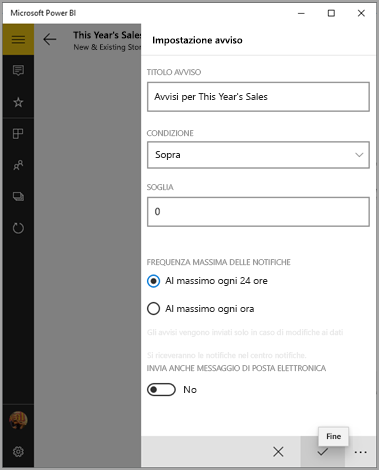 Microsoft Power BI
This Year's Sales
New & Existing Stor
Impostazione avviso
TITOLO AVVISO
Avvisi per This Year's Sales
CONDIZIONE
Sopra
SOGLIA
0
FREQUENZA MASSIMA DELLE NOTIFICHE
Al massimo ogni 24 ore
Al massimo ogni ora
Gli avvisi vengono inviati solo in caso di modifiche ai dati
Si riceveranno le notifiche nel centro notifiche.
INVIA ANCHE MESSAGGIO DI POSTA ELETTRONICA
No
Fine